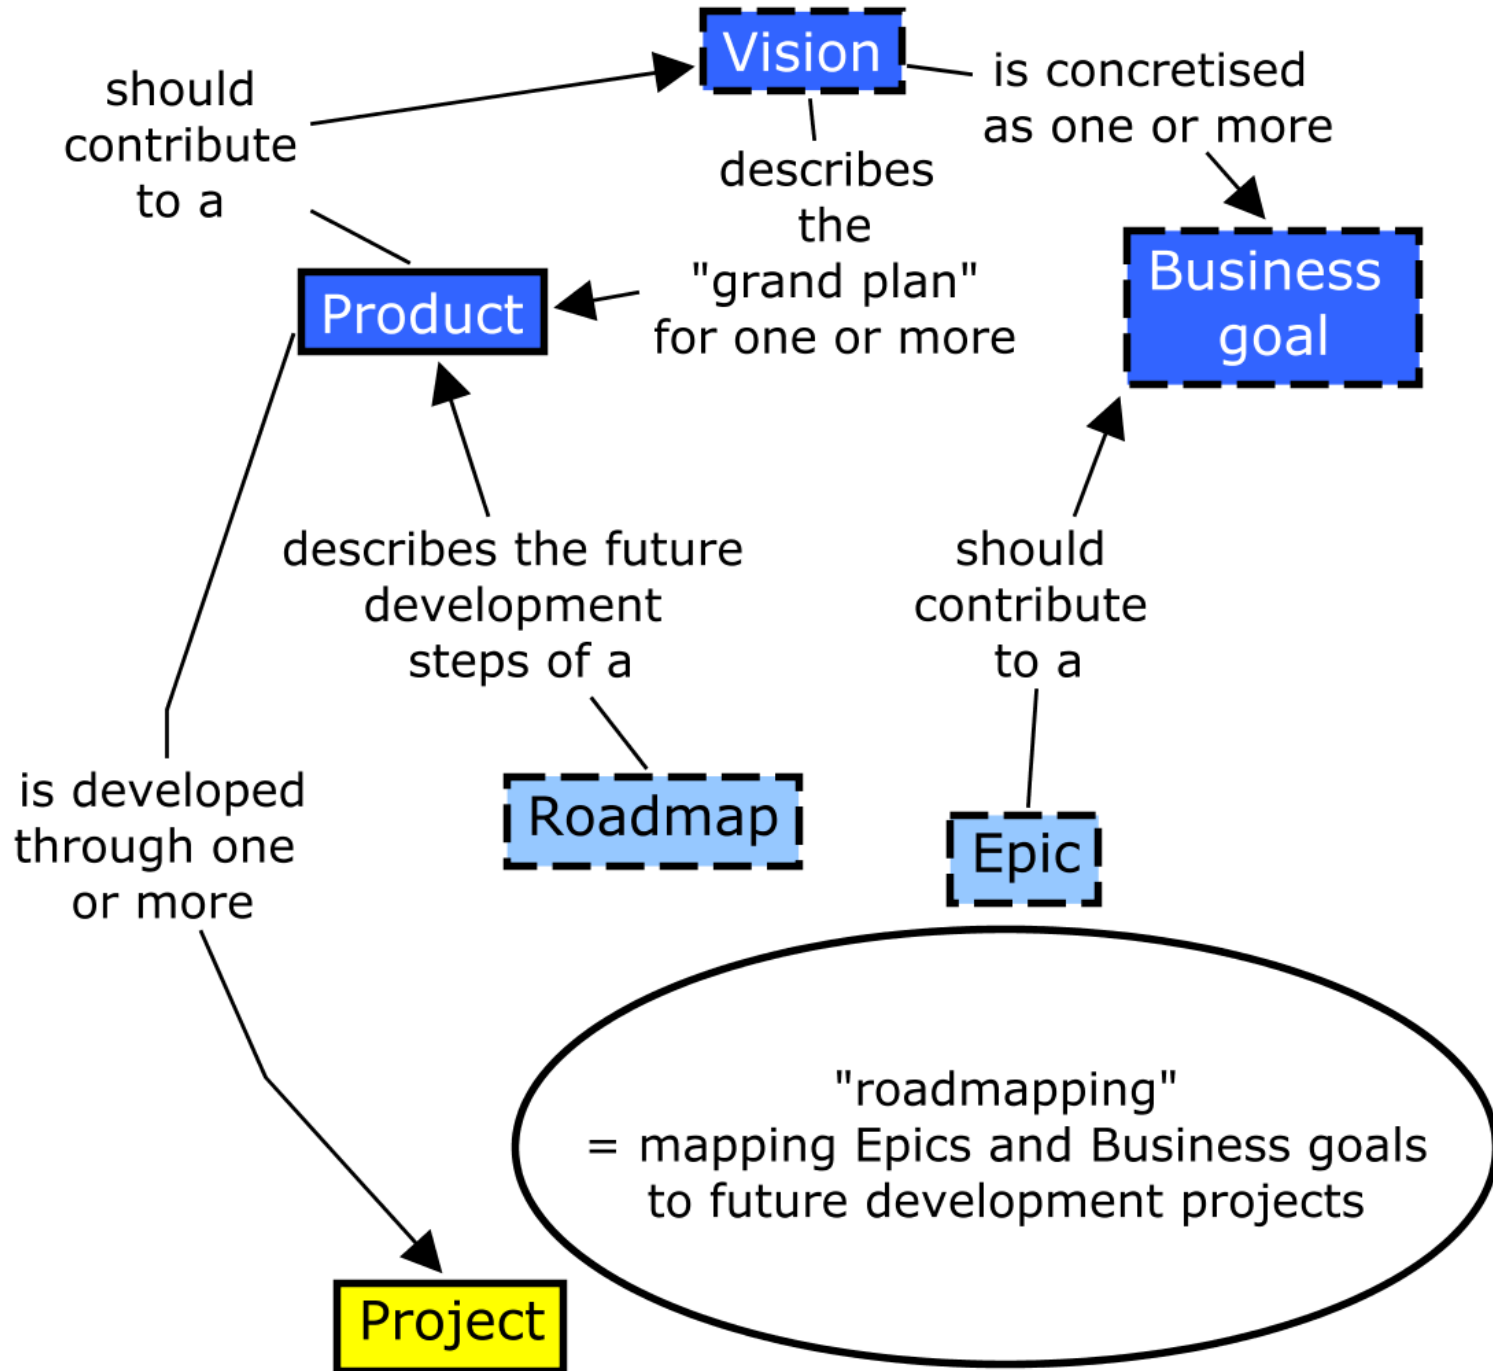 Vision
is concretised
as one or more
should
contribute
to a
describes
the
"grand plan"
for one or more
Business
goal
Product
describes the future
development
steps of a
should
contribute
to a
is developed
through one
or more
Roadmap
Epic
"roadmapping"
= mapping Epics and Business goals
to future development projects
Project